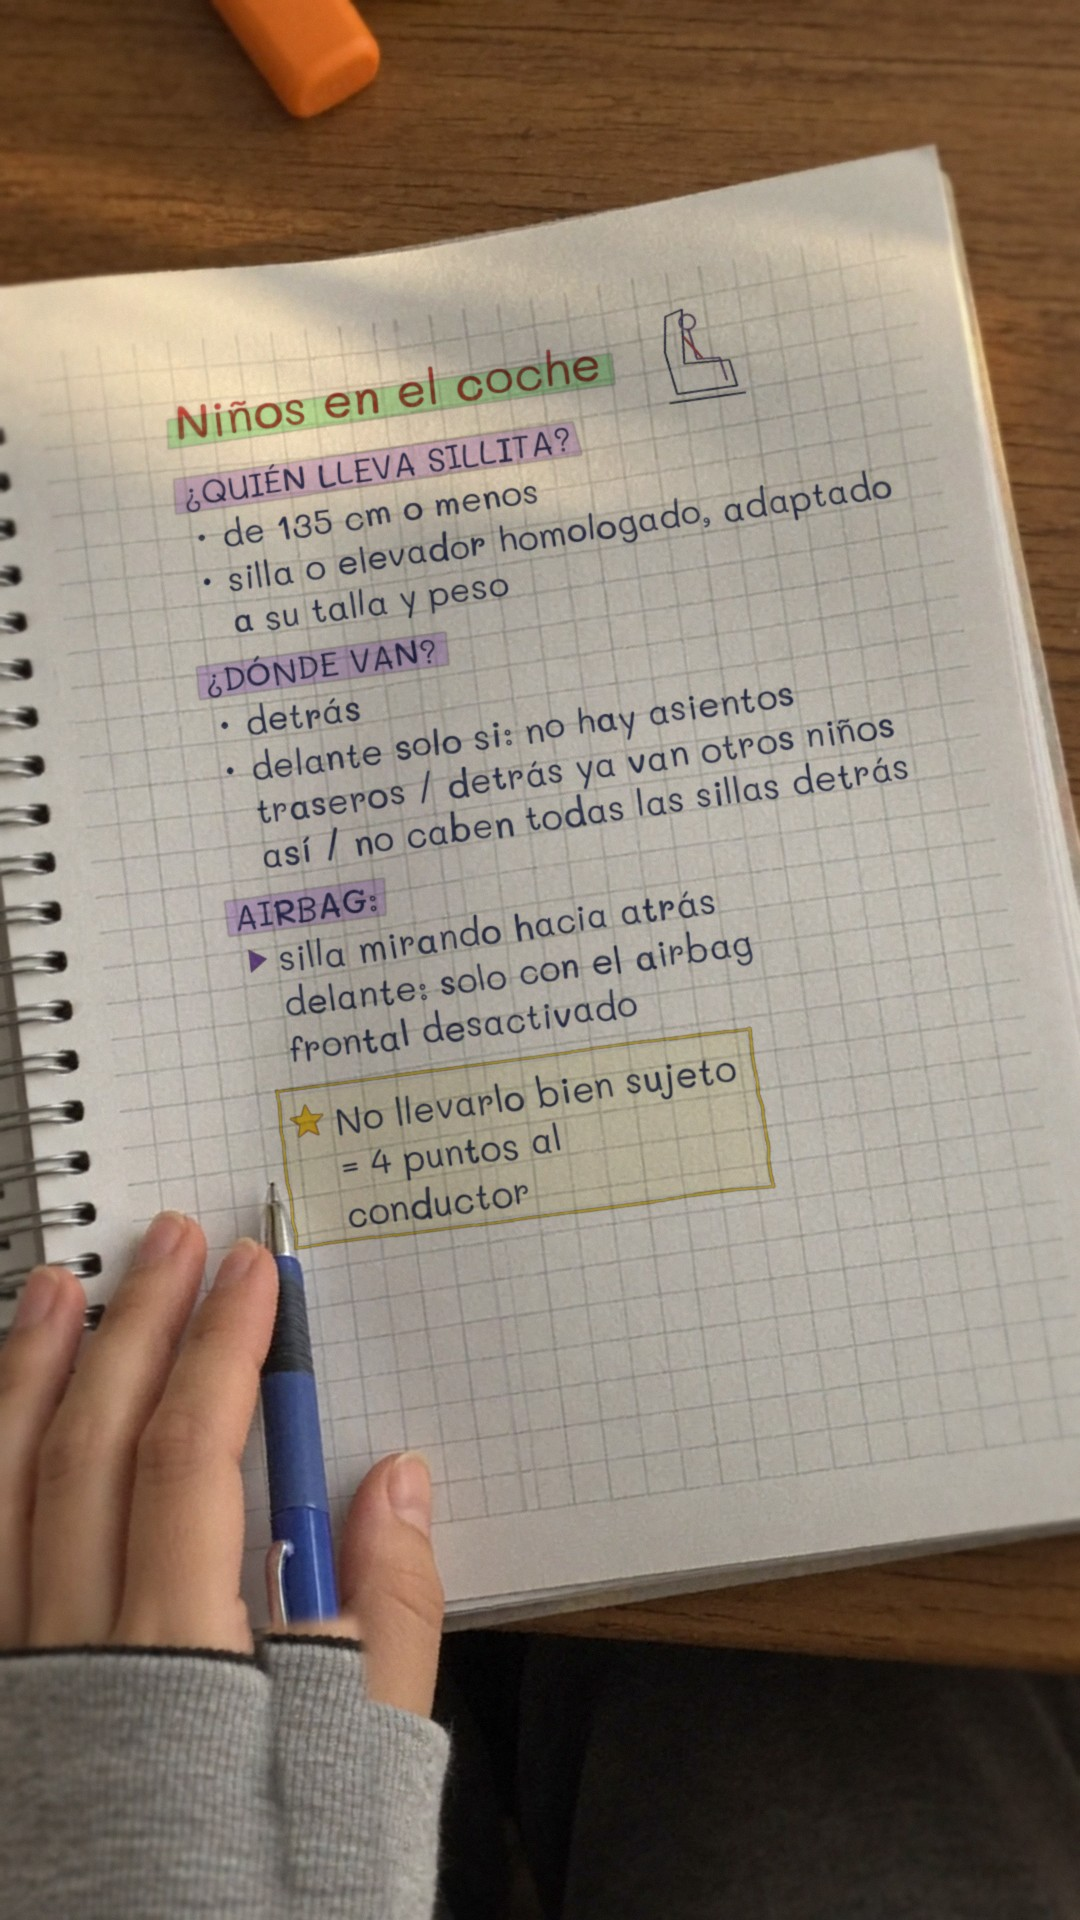 Niños en el coche
¿QUIÉN LLEVA SILLITA?
· de 135 cm o menos
· silla o elevador homologado, adaptado
a su talla y peso
¿DÓNDE VAN?
· detrás
· delante solo si: no hay asientos
traseros / detrás ya van otros niños
así / no caben todas las sillas detrás
AIRBAG:
▶ silla mirando hacia atrás
delante: solo con el airbag
frontal desactivado
★ No llevarlo bien sujeto
= 4 puntos al
conductor